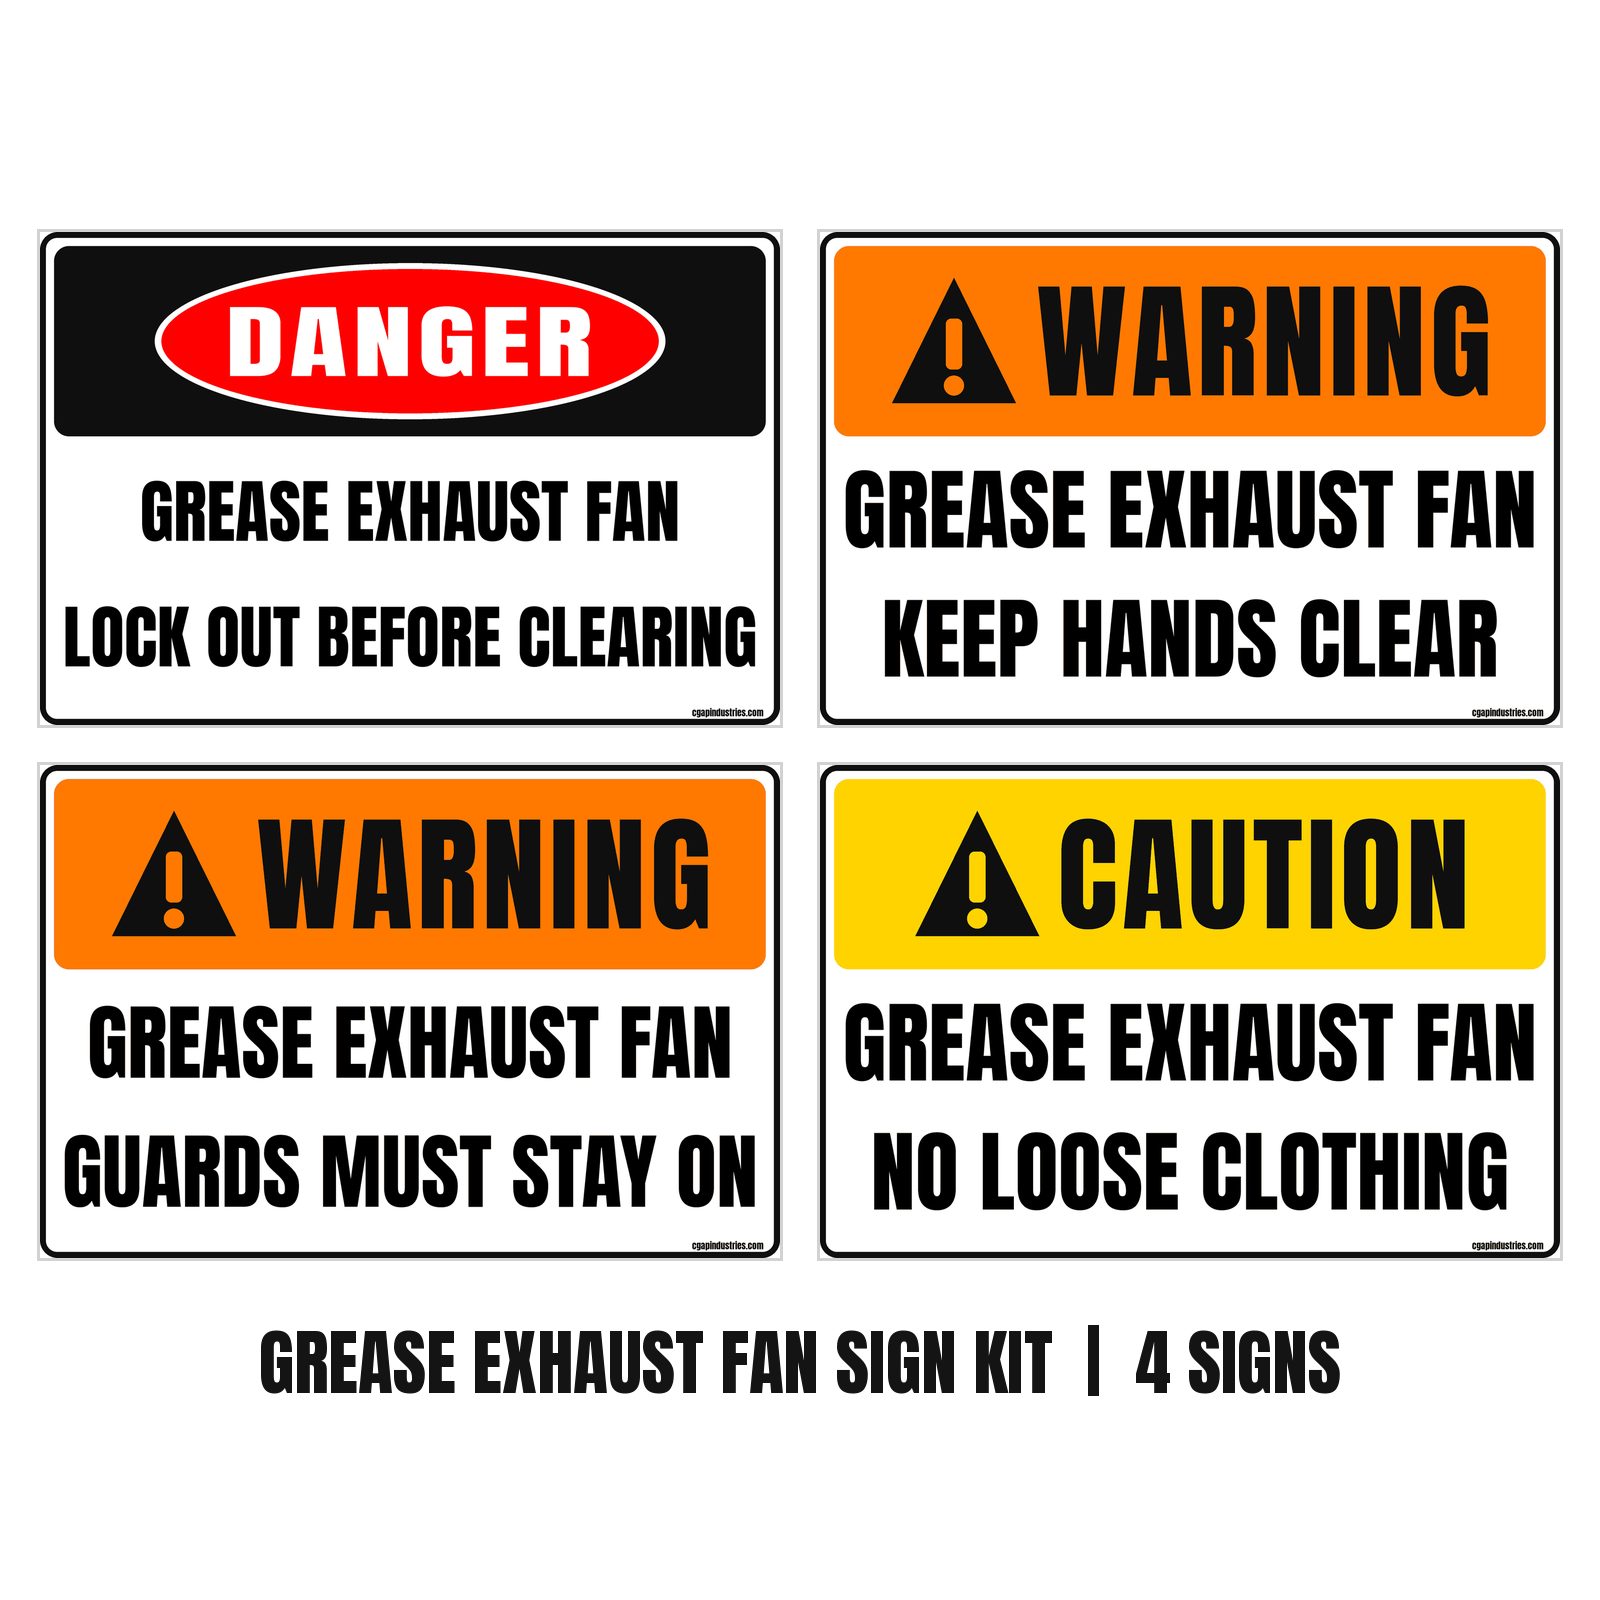 DANGER
GREASE EXHAUST FAN
LOCK OUT BEFORE CLEARING
cgapindustries.com
WARNING
GREASE EXHAUST FAN
KEEP HANDS CLEAR
cgapindustries.com
WARNING
GREASE EXHAUST FAN
GUARDS MUST STAY ON
cgapindustries.com
CAUTION
GREASE EXHAUST FAN
NO LOOSE CLOTHING
cgapindustries.com
GREASE EXHAUST FAN SIGN KIT | 4 SIGNS